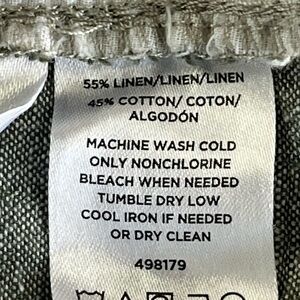 55% LINEN/LINEN/LINEN
45% COTTON/ COTON/
ALGODÓN
MACHINE WASH COLD
ONLY NONCHLORINE
BLEACH WHEN NEEDED
TUMBLE DRY LOW
COOL IRON IF NEEDED
OR DRY CLEAN
498179